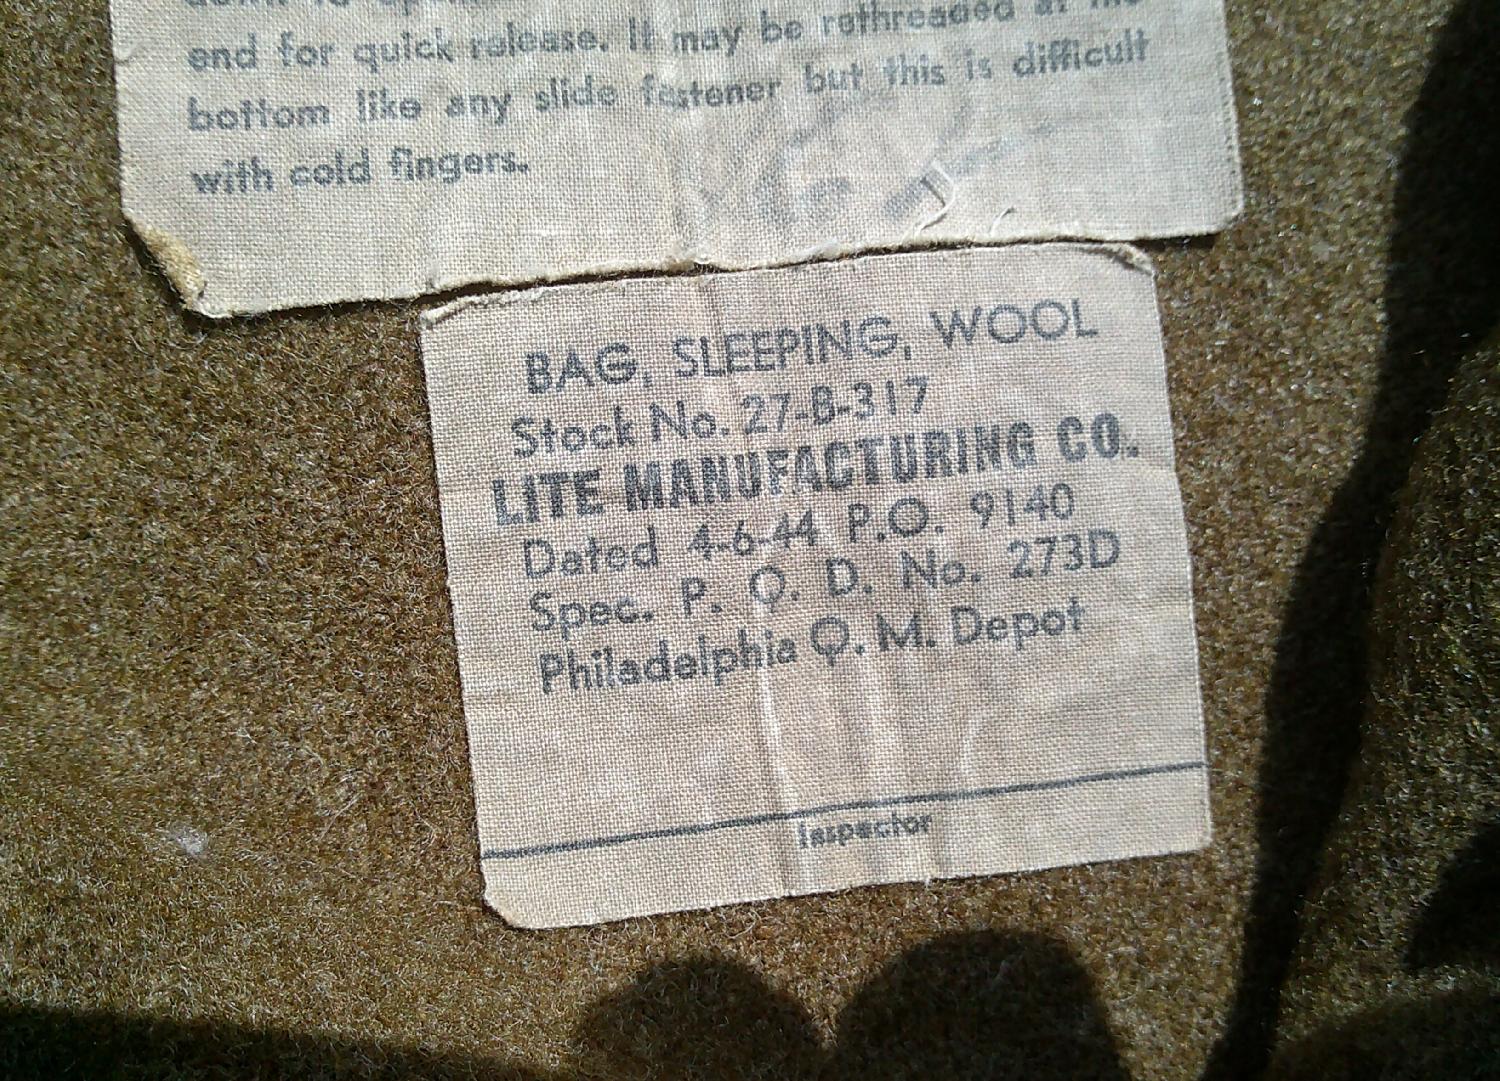 end for quick release. It may be rethreaded at the
bottom like any slide fastener but this is difficult
with cold fingers.
BAG, SLEEPING, WOOL
Stock No. 27-B-317
LITE MANUFACTURING CO.
Dated 4-6-44 P.O. 9140
Spec. P. Q. D. No. 273D
Philadelphia Q. M. Depot
Inspector